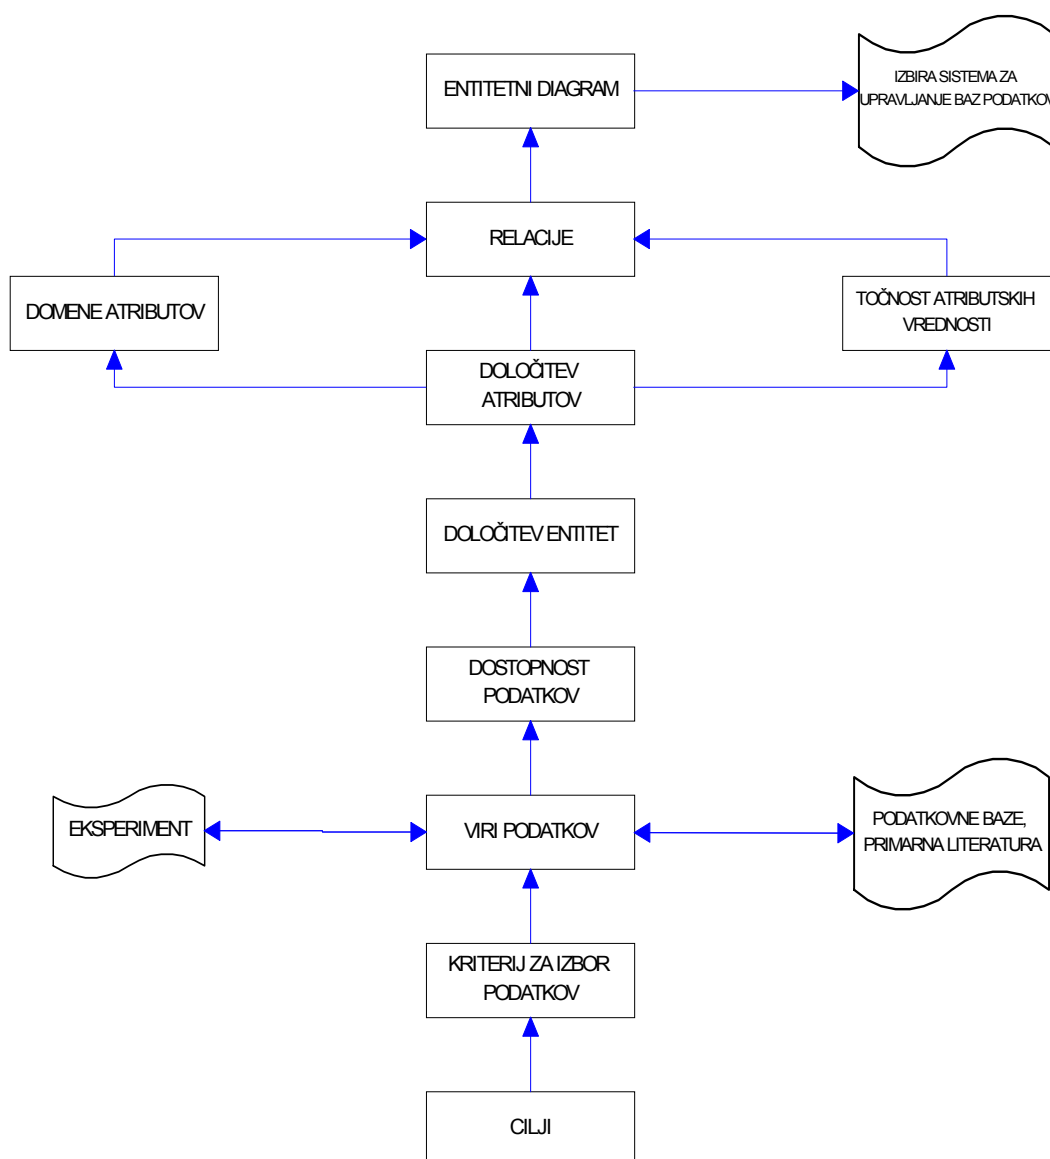 IZBIRA SISTEMA ZA
UPRAVLJANJE BAZ PODATKOV
ENTITETNI DIAGRAM
RELACIJE
DOMENE ATRIBUTOV
TOČNOST ATRIBUTSKIH
VREDNOSTI
DOLOČITEV
ATRIBUTOV
DOLOČITEV ENTITET
DOSTOPNOST
PODATKOV
EKSPERIMENT
VIRI PODATKOV
PODATKOVNE BAZE,
PRIMARNA LITERATURA
KRITERIJ ZA IZBOR
PODATKOV
CILJI